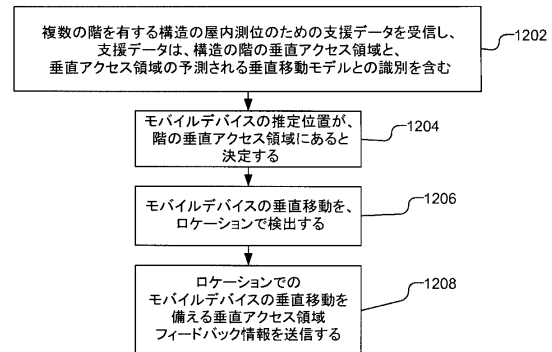 複数の階を有する構造の屋内測位のための支援データを受信し、
支援データは、構造の階の垂直アクセス領域と、
垂直アクセス領域の予測される垂直移動モデルとの識別を含む
1202
モバイルデバイスの推定位置が、
階の垂直アクセス領域にあると
決定する
1204
モバイルデバイスの垂直移動を、
ロケーションで検出する
1206
ロケーションでの
モバイルデバイスの垂直移動を
備える垂直アクセス領域
フィードバック情報を送信する
1208